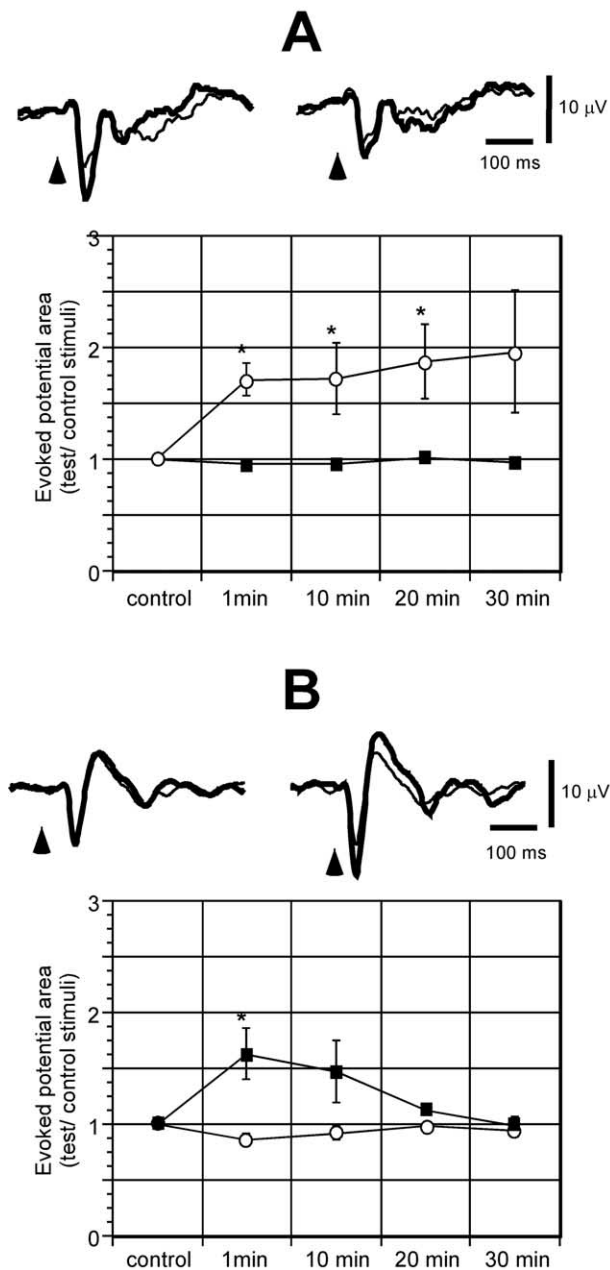 A
10 µV
100 ms
Evoked potential area
(test/ control stimuli)
3
2
1
0
*
*
*
control
1min
10 min
20 min
30 min
B
10 µV
100 ms
Evoked potential area
(test/ control stimuli)
3
2
1
0
*
control
1min
10 min
20 min
30 min